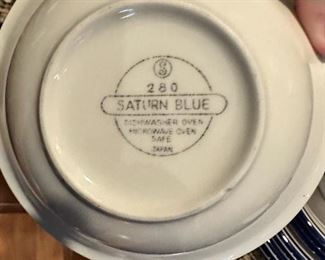 S
280
SATURN BLUE
DISHWASHER OVEN
MICROWAVE OVEN
SAFE
JAPAN